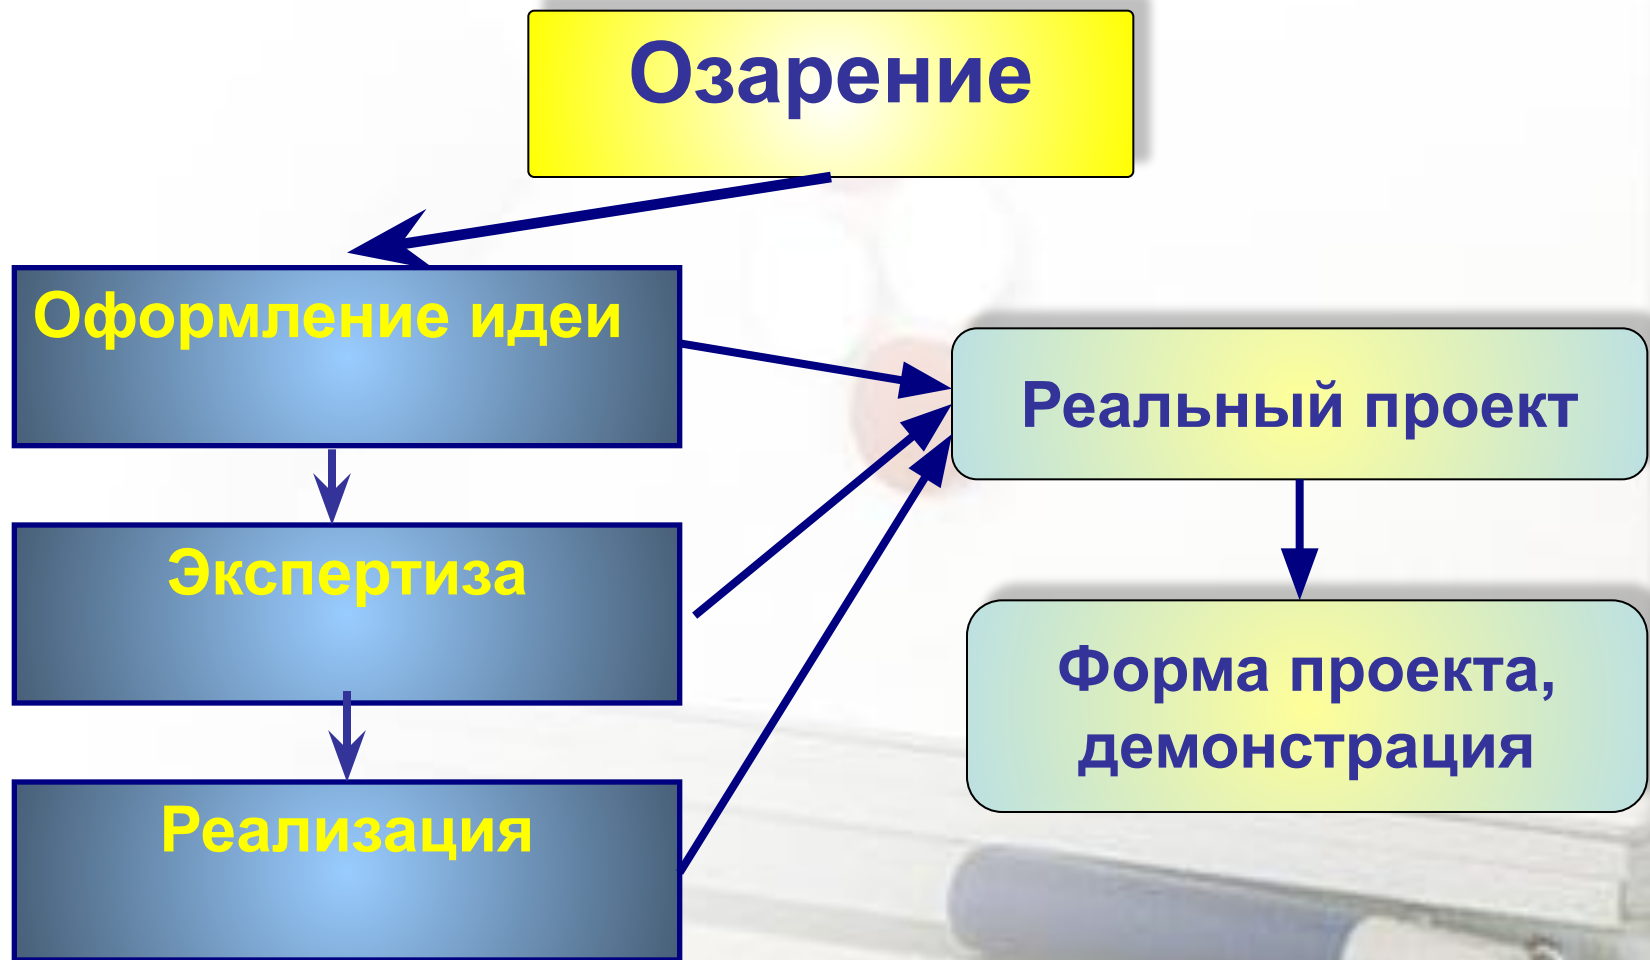 Озарение
Оформление идеи
Экспертиза
Реализация
Реальный проект
Форма проекта,
демонстрация